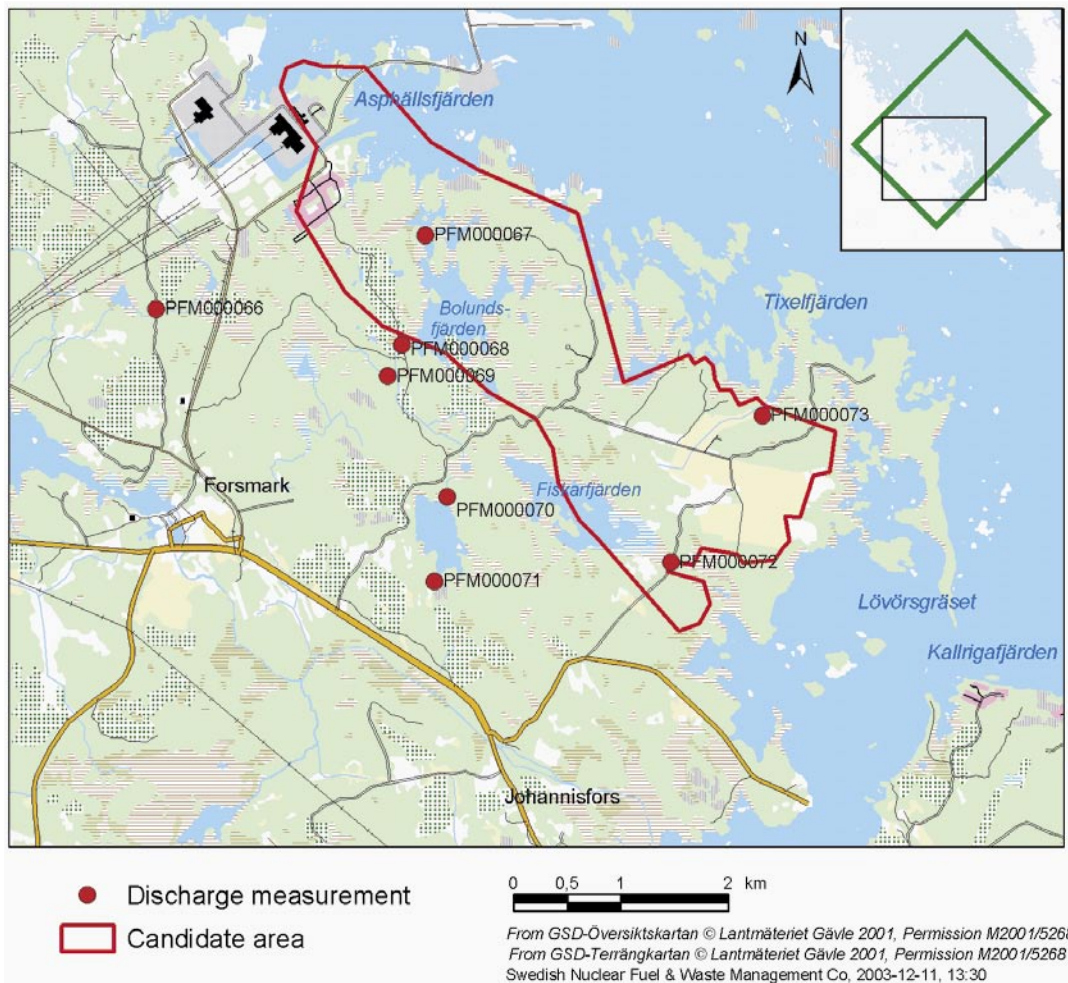 N
Asphällsfjärden
PFM000067
Bolunds-
fjärden
PFM000066
Tixelfjärden
PFM000068
PFM000069
PFM000073
Forsmark
Fiskarfjärden
PFM000070
PFM000072
PFM000071
Lövörsgräset
Kallrigafjärden
Johannisfors
Discharge measurement
Candidate area
0 0,5 1 2 km
From GSD-Översiktskartan © Lantmäteriet Gävle 2001, Permission M2001/5268
From GSD-Terrängkartan © Lantmäteriet Gävle 2001, Permission M2001/5268
Swedish Nuclear Fuel & Waste Management Co, 2003-12-11, 13:30